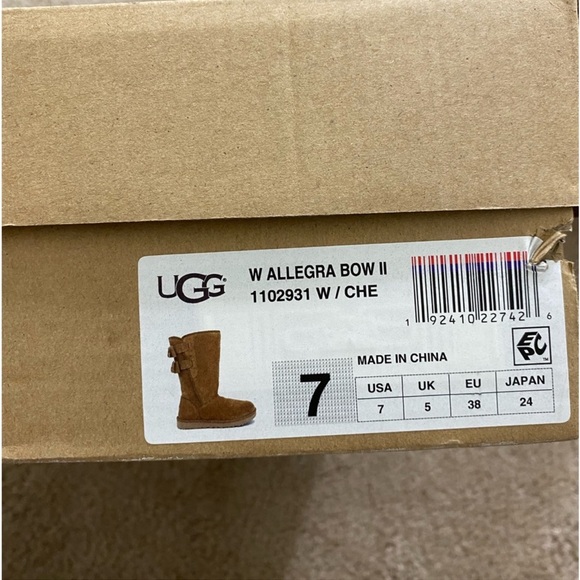 UGG
W ALLEGRA BOW II
1102931 W / CHE
1 92410 22742 6
EPC
7
MADE IN CHINA
USA UK EU JAPAN
7 5 38 24